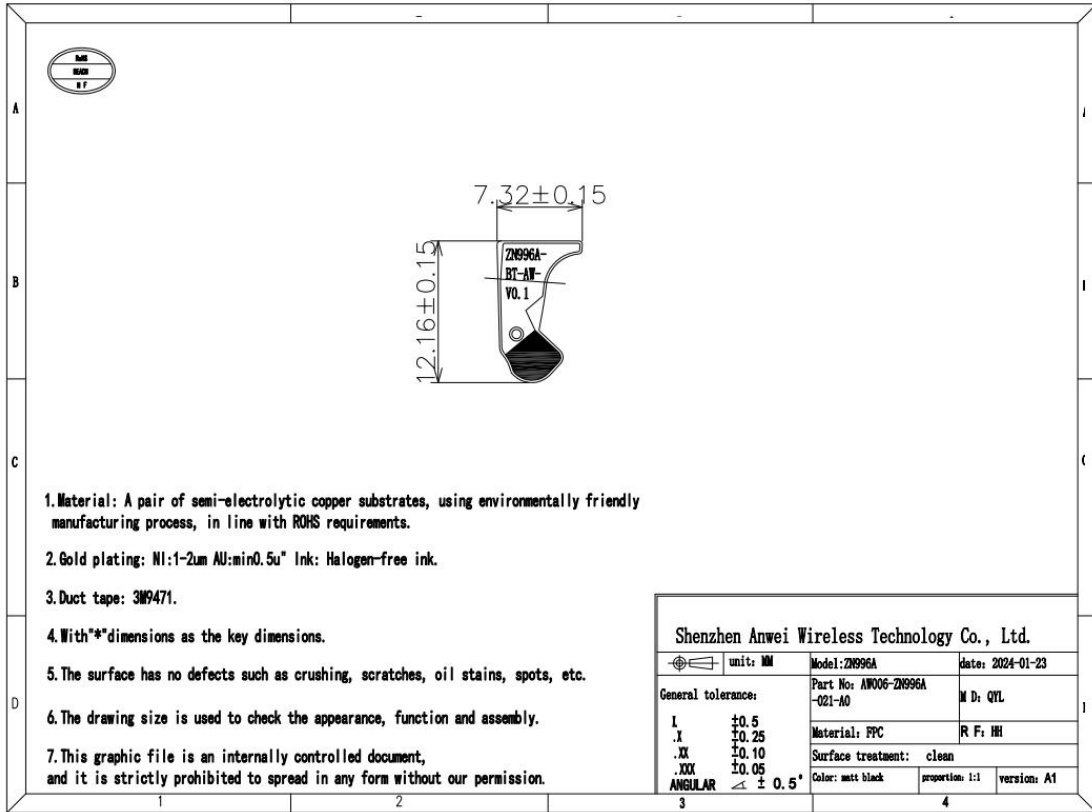 RoHS
REACH
H F
A
7.32±0.15
12.16±0.15
ZN996A-
BT-AW-
V0.1
B
C
D
1.Material: A pair of semi-electrolytic copper substrates, using environmentally friendly
manufacturing process, in line with ROHS requirements.
2.Gold plating: NI:1-2um AU:min0.5u" Ink: Halogen-free ink.
3.Duct tape: 3M9471.
4.With"*"dimensions as the key dimensions.
5.The surface has no defects such as crushing, scratches, oil stains, spots, etc.
6.The drawing size is used to check the appearance, function and assembly.
7.This graphic file is an internally controlled document,
and it is strictly prohibited to spread in any form without our permission.
Shenzhen Anwei Wireless Technology Co., Ltd.
unit: MM
Model:ZN996A
date: 2024-01-23
General tolerance:
Part No: AW006-ZN996A
-021-A0
M D: QYL
X ±0.5
.X ±0.25
.XX ±0.10
.XXX ±0.05
ANGULAR ∠ ± 0.5°
Material: FPC
R F: HH
Surface treatment: clean
Color: matt black
proportion: 1:1
version: A1
1
2
3
4